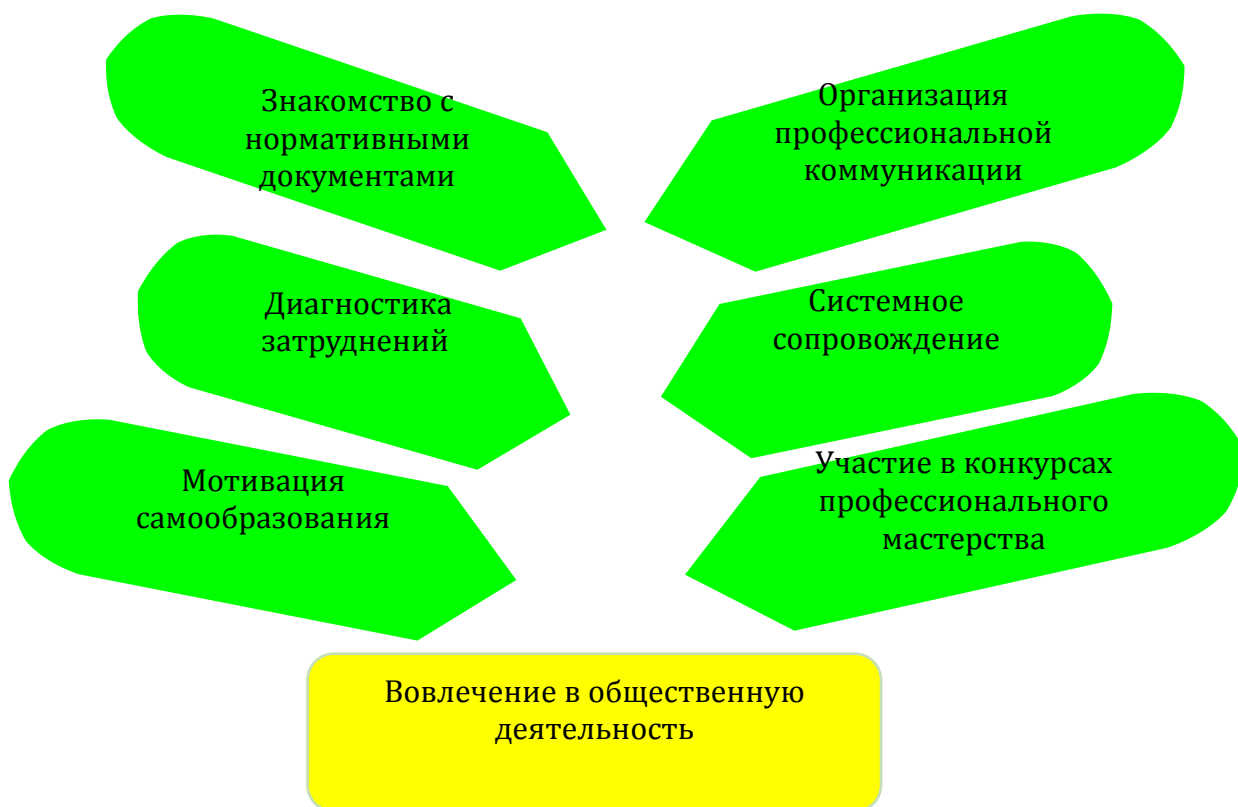 Знакомство с
нормативными
документами
Организация
профессиональной
коммуникации
Диагностика
затруднений
Системное
сопровождение
Мотивация
самообразования
Участие в конкурсах
профессионального
мастерства
Вовлечение в общественную
деятельность